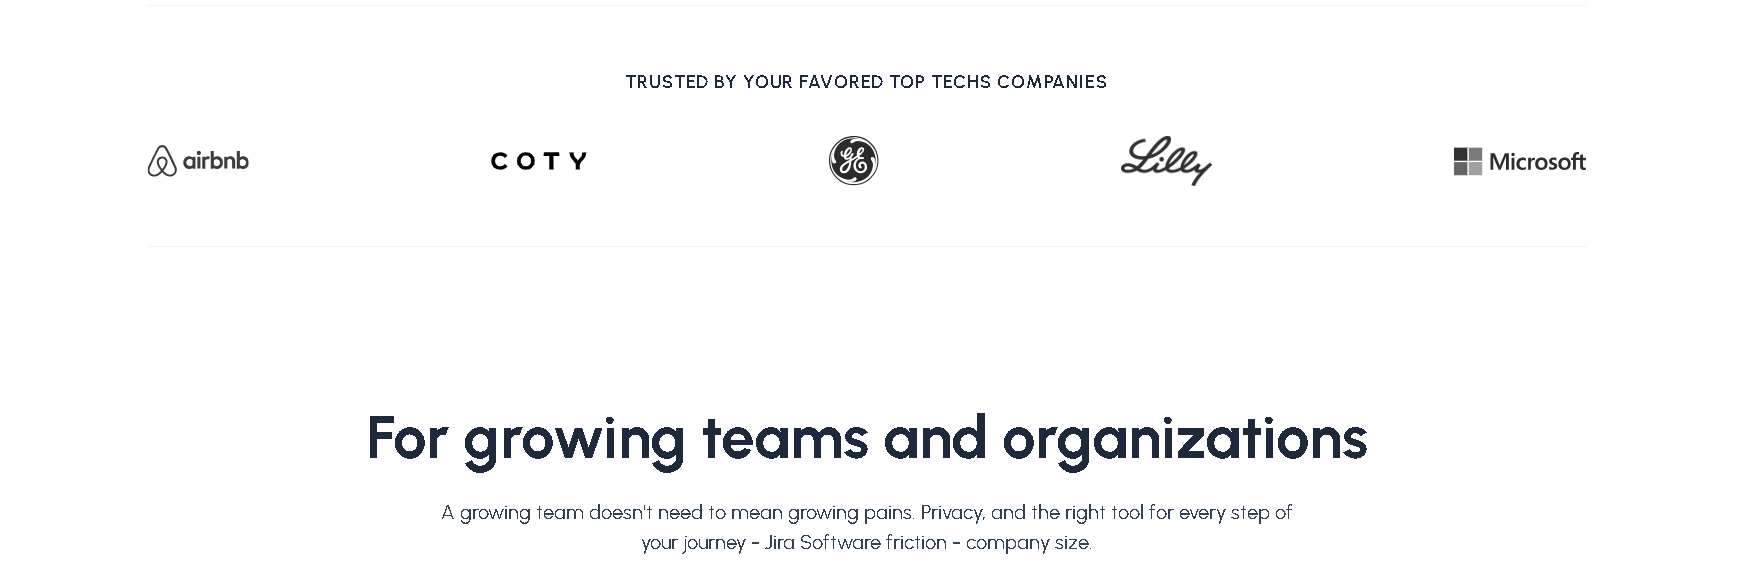 TRUSTED BY YOUR FAVORED TOP TECHS COMPANIES
airbnb COTY GE Lilly Microsoft
For growing teams and organizations
A growing team doesn't need to mean growing pains. Privacy, and the right tool for every step of
your journey - Jira Software friction - company size.